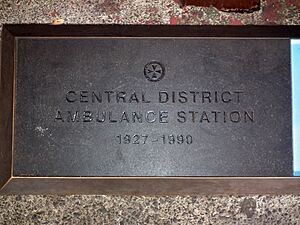 CENTRAL DISTRICT
AMBULANCE STATION
1927-1990